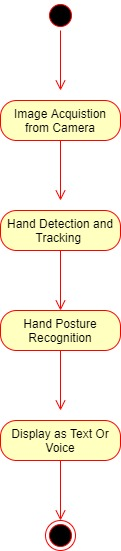 Image Acquistion
from Camera
Hand Detection and
Tracking
Hand Posture
Recognition
Display as Text Or
Voice